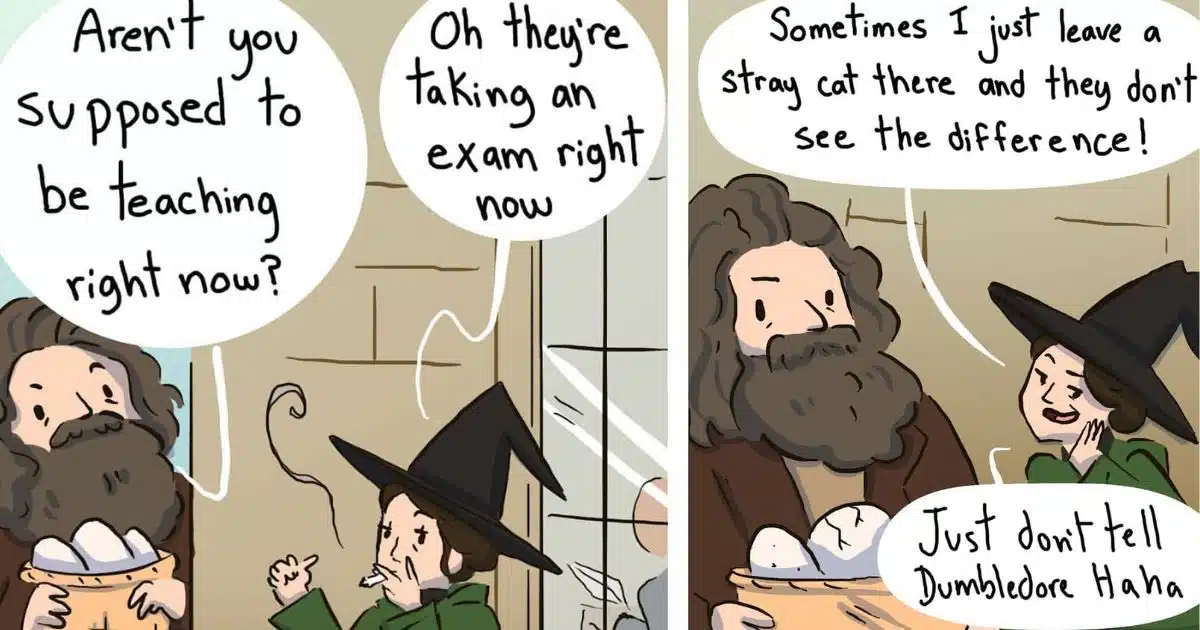 Aren't you
supposed to
be teaching
right now?
Oh they're
taking an
exam right
now
Sometimes I just leave a
stray cat there and they don't
see the difference!
Just don't tell
Dumbledore Haha